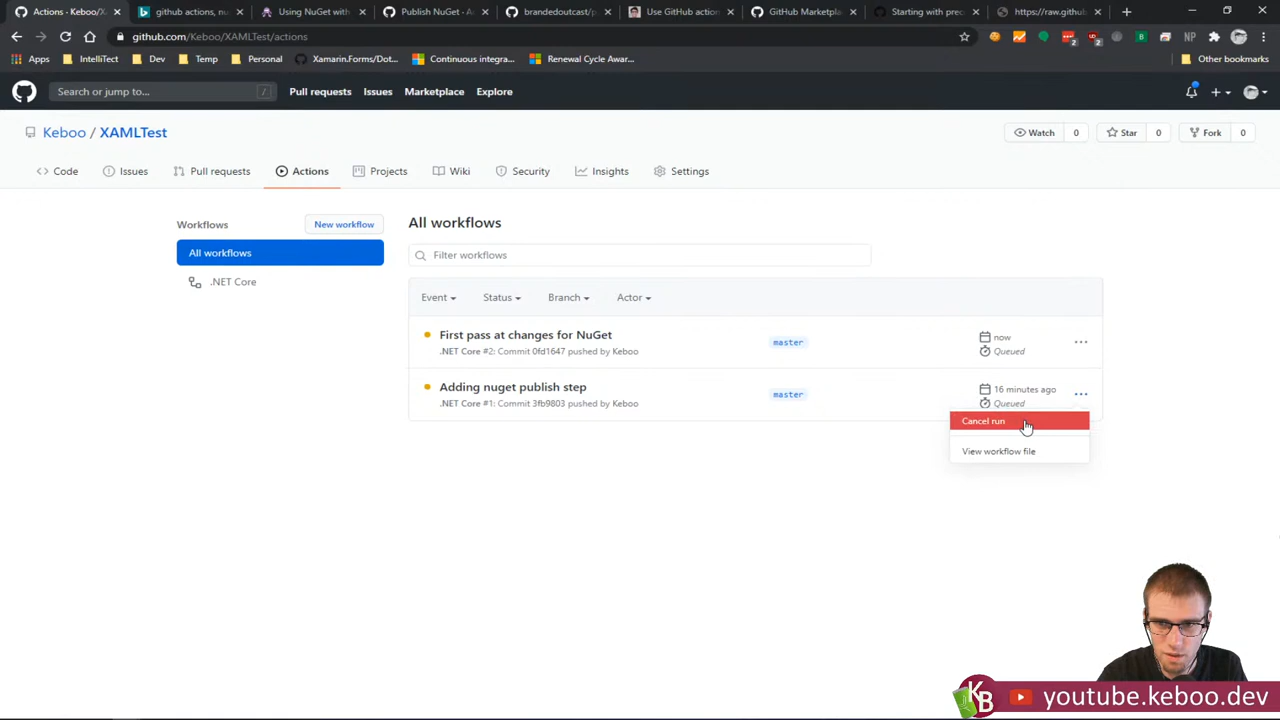 Actions · Keboo/X
github actions, nu
Using NuGet with
Publish NuGet · A
brandedoutcast/p
Use GitHub action
GitHub Marketpla
Starting with prec
https://raw.github
github.com/Keboo/XAMLTest/actions
NP
Apps
IntelliTect
Dev
Temp
Personal
Xamarin.Forms/Dot...
Continuous integra...
Renewal Cycle Awar...
Other bookmarks
Search or jump to...
/
Pull requests
Issues
Marketplace
Explore
Keboo / XAMLTest
Watch 0
Star 0
Fork 0
Code
Issues
Pull requests
Actions
Projects
Wiki
Security
Insights
Settings
Workflows
New workflow
All workflows
.NET Core
All workflows
Filter workflows
Event
Status
Branch
Actor
First pass at changes for NuGet
.NET Core #2: Commit 0fd1647 pushed by Keboo
master
now
Queued
Adding nuget publish step
.NET Core #1: Commit 3fb9803 pushed by Keboo
master
16 minutes ago
Queued
Cancel run
View workflow file
KB
youtube.keboo.dev